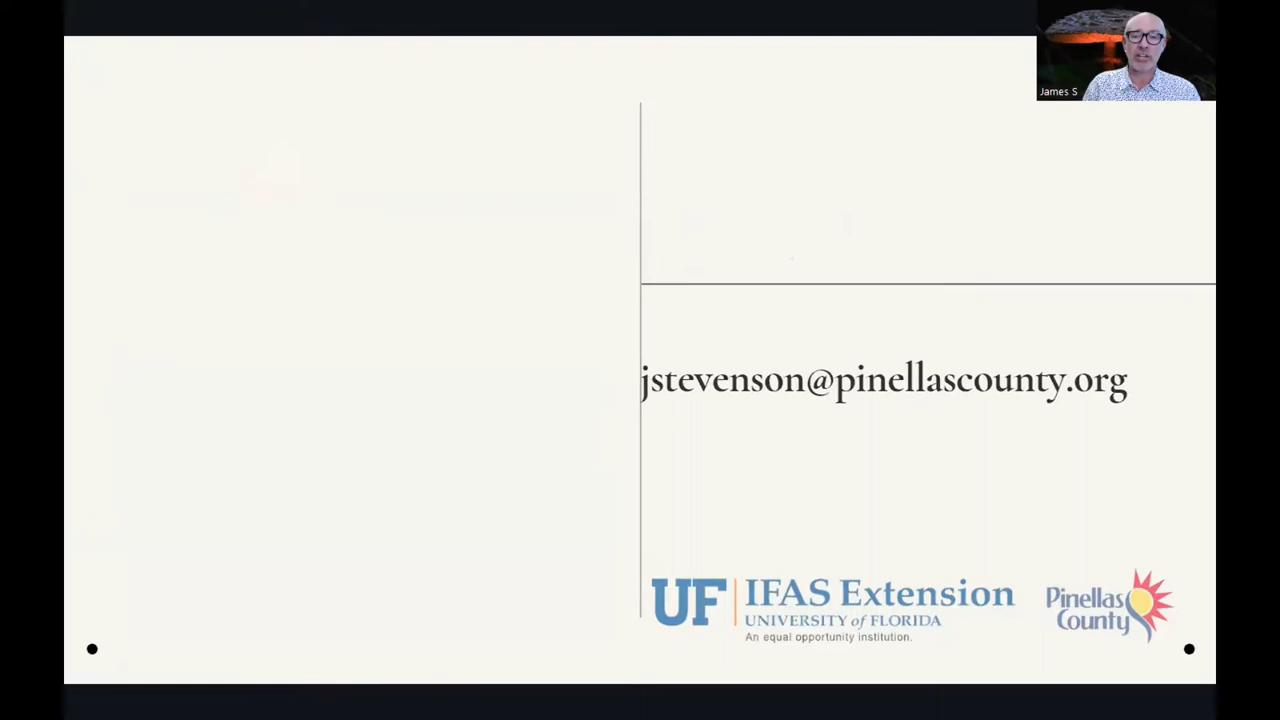 James S
jstevenson@pinellascounty.org
UF IFAS Extension
UNIVERSITY of FLORIDA
An equal opportunity institution.
Pinellas
County